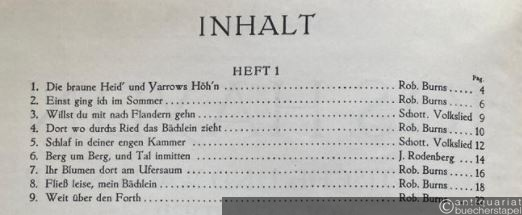 INHALT
HEFT 1
Pag.
1. Die braune Heid' und Yarrows Höh'n ........ Rob. Burns ..... 4
2. Einst ging ich im Sommer ........ Rob. Burns ..... 6
3. Willst du mit nach Flandern gehn ........ Schott. Volkslied 9
4. Dort wo durchs Ried das Bächlein zieht ........ Rob. Burns ..... 10
5. Schlaf in deiner engen Kammer ........ Schott. Volkslied 12
6. Berg um Berg, und Tal inmitten ........ J. Rodenberg ... 14
7. Ihr Blumen dort am Ufersaum ........ Rob. Burns ..... 16
8. Fließ leise, mein Bächlein ........ Rob. Burns ..... 18
9. Weit über den Forth ........ Rob. Burns .....
antiquariat
buecherstapel